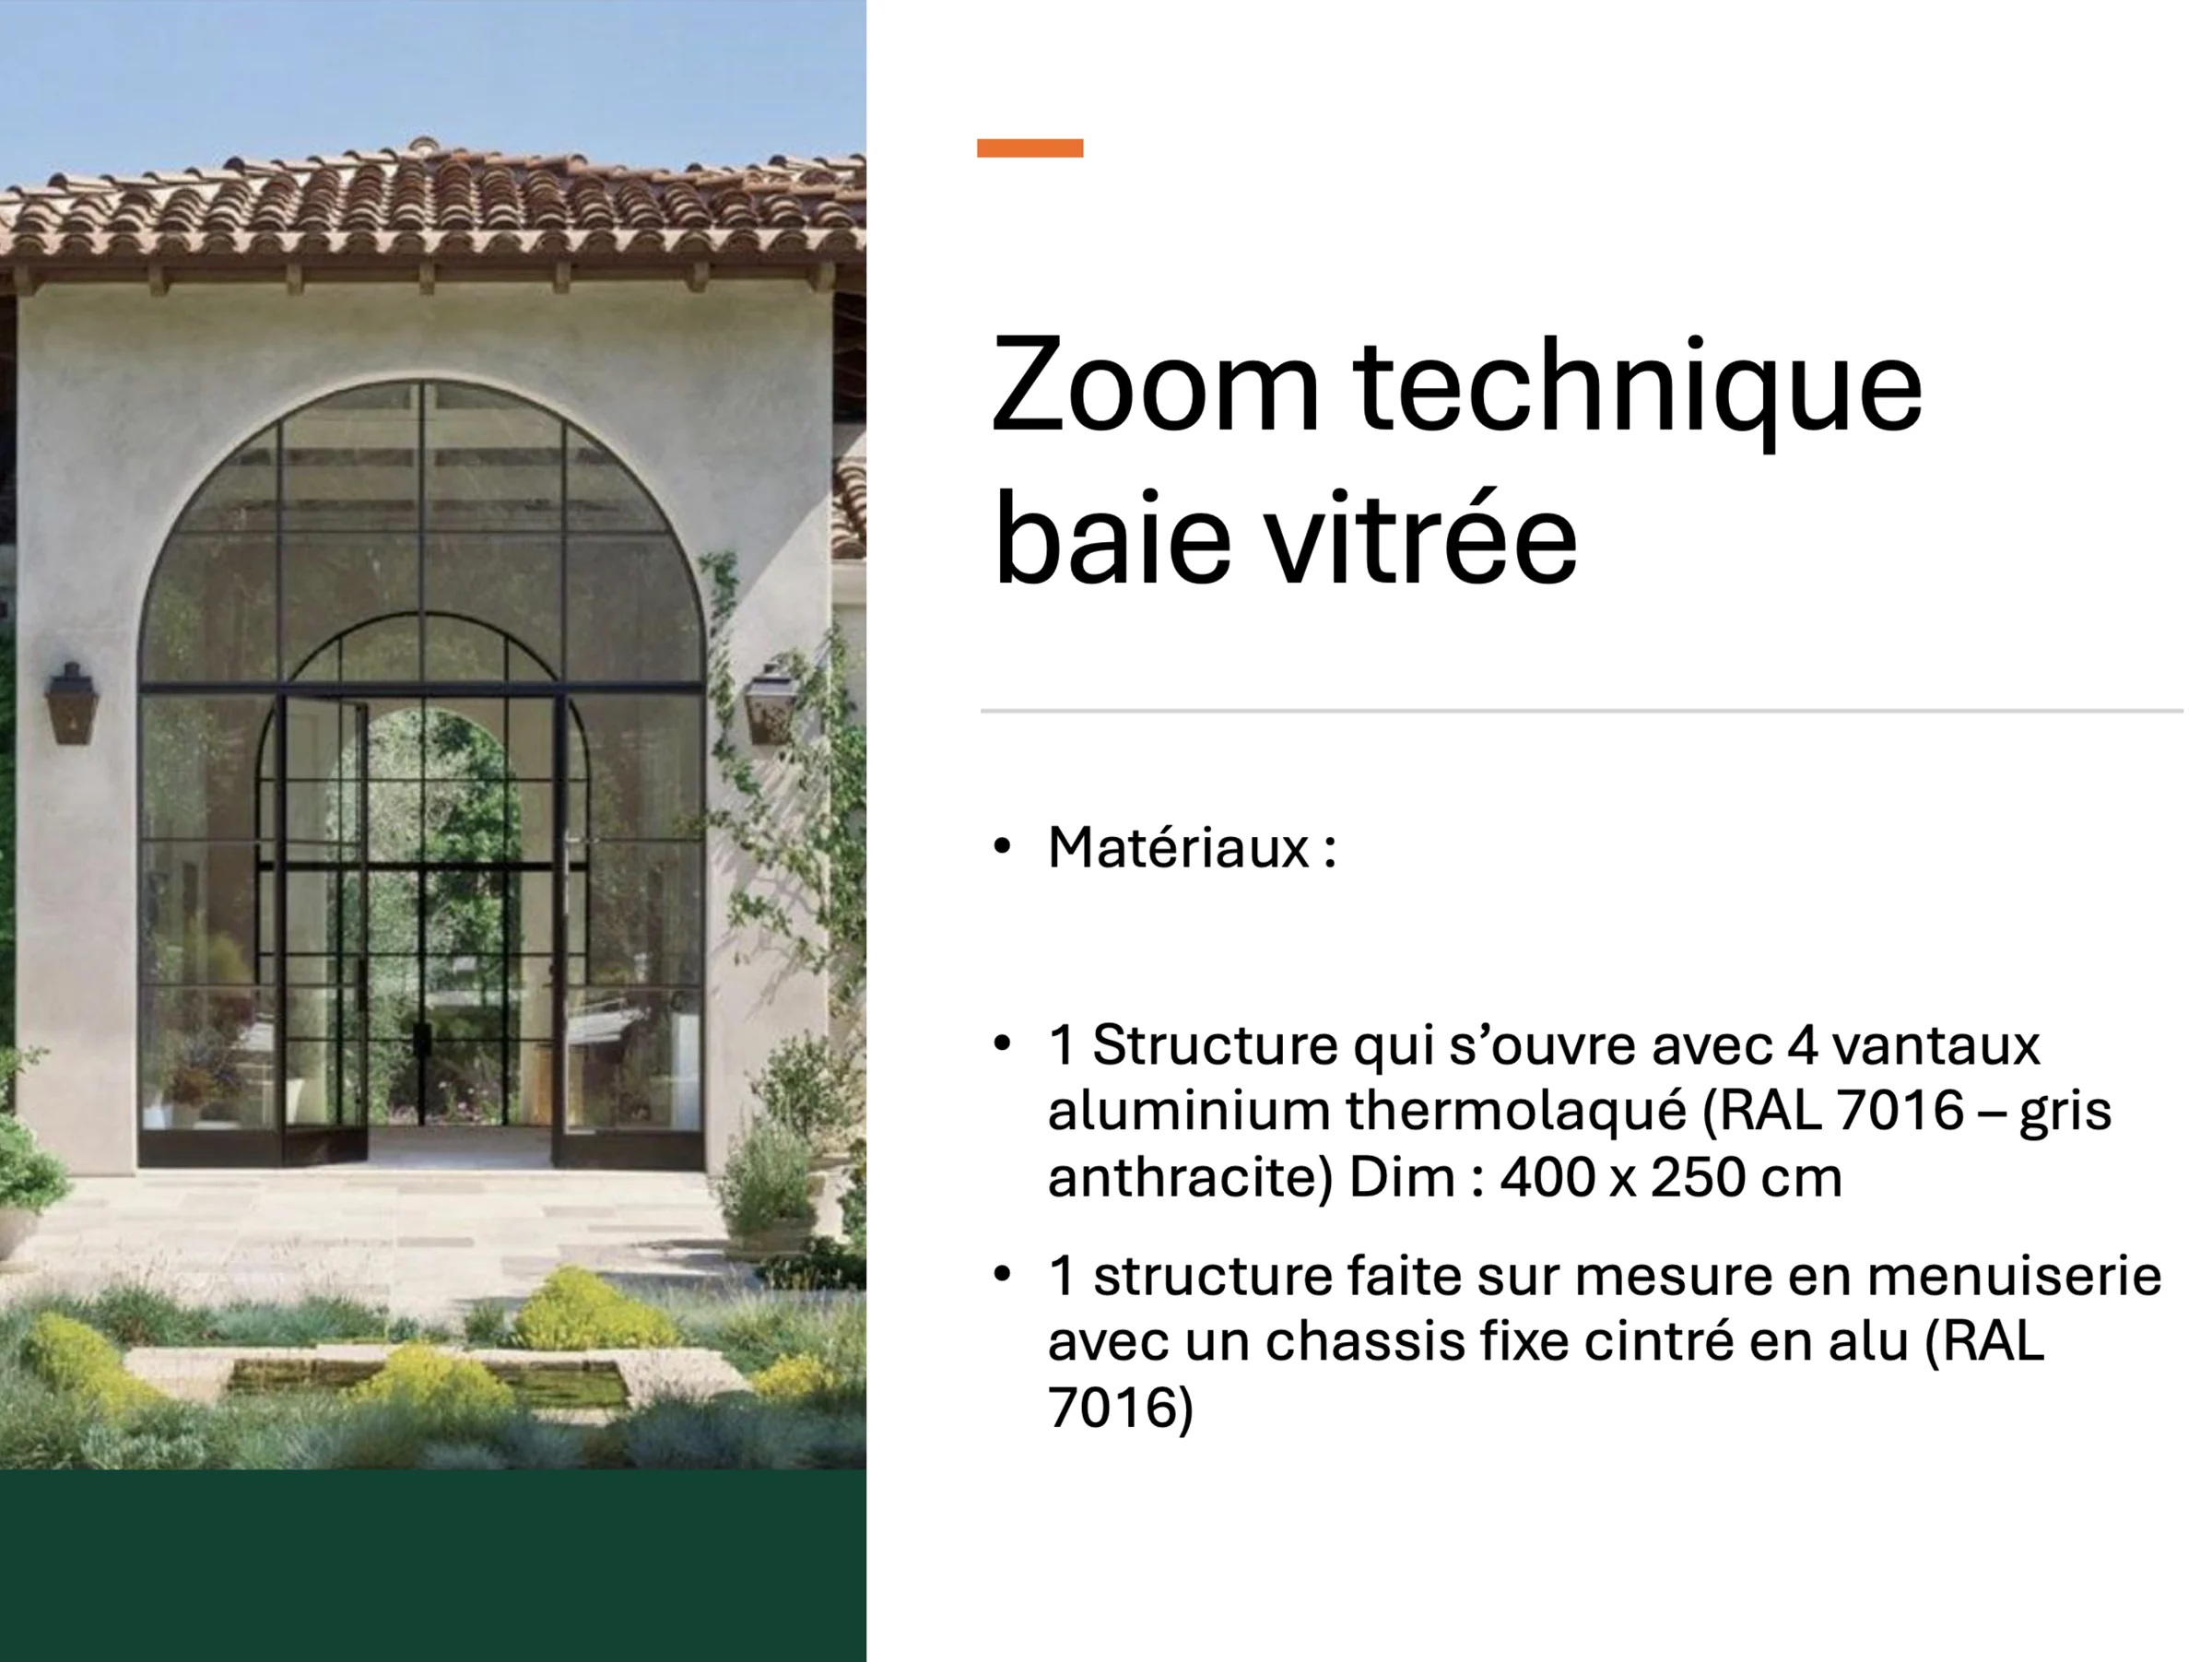 Zoom technique
baie vitrée
• Matériaux :
• 1 Structure qui s’ouvre avec 4 vantaux
aluminium thermolaqué (RAL 7016 – gris
anthracite) Dim : 400 x 250 cm
• 1 structure faite sur mesure en menuiserie
avec un chassis fixe cintré en alu (RAL
7016)